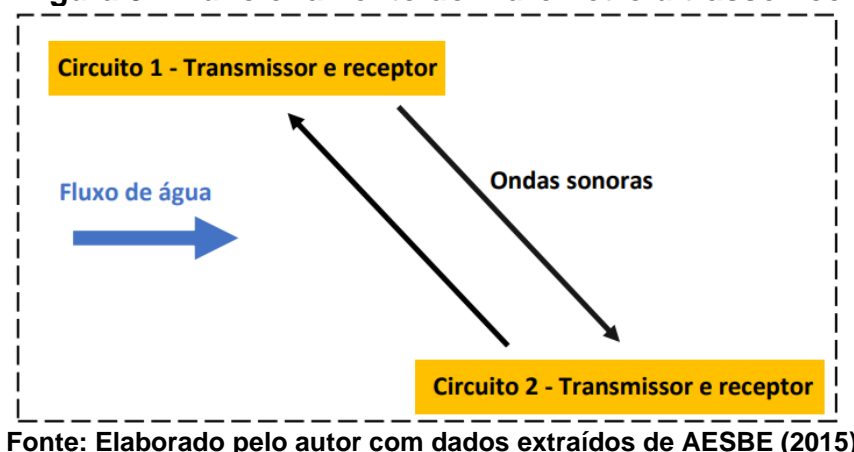 Circuito 1 - Transmissor e receptor
Ondas sonoras
Fluxo de água
Circuito 2 - Transmissor e receptor
Fonte: Elaborado pelo autor com dados extraídos de AESBE (2015)